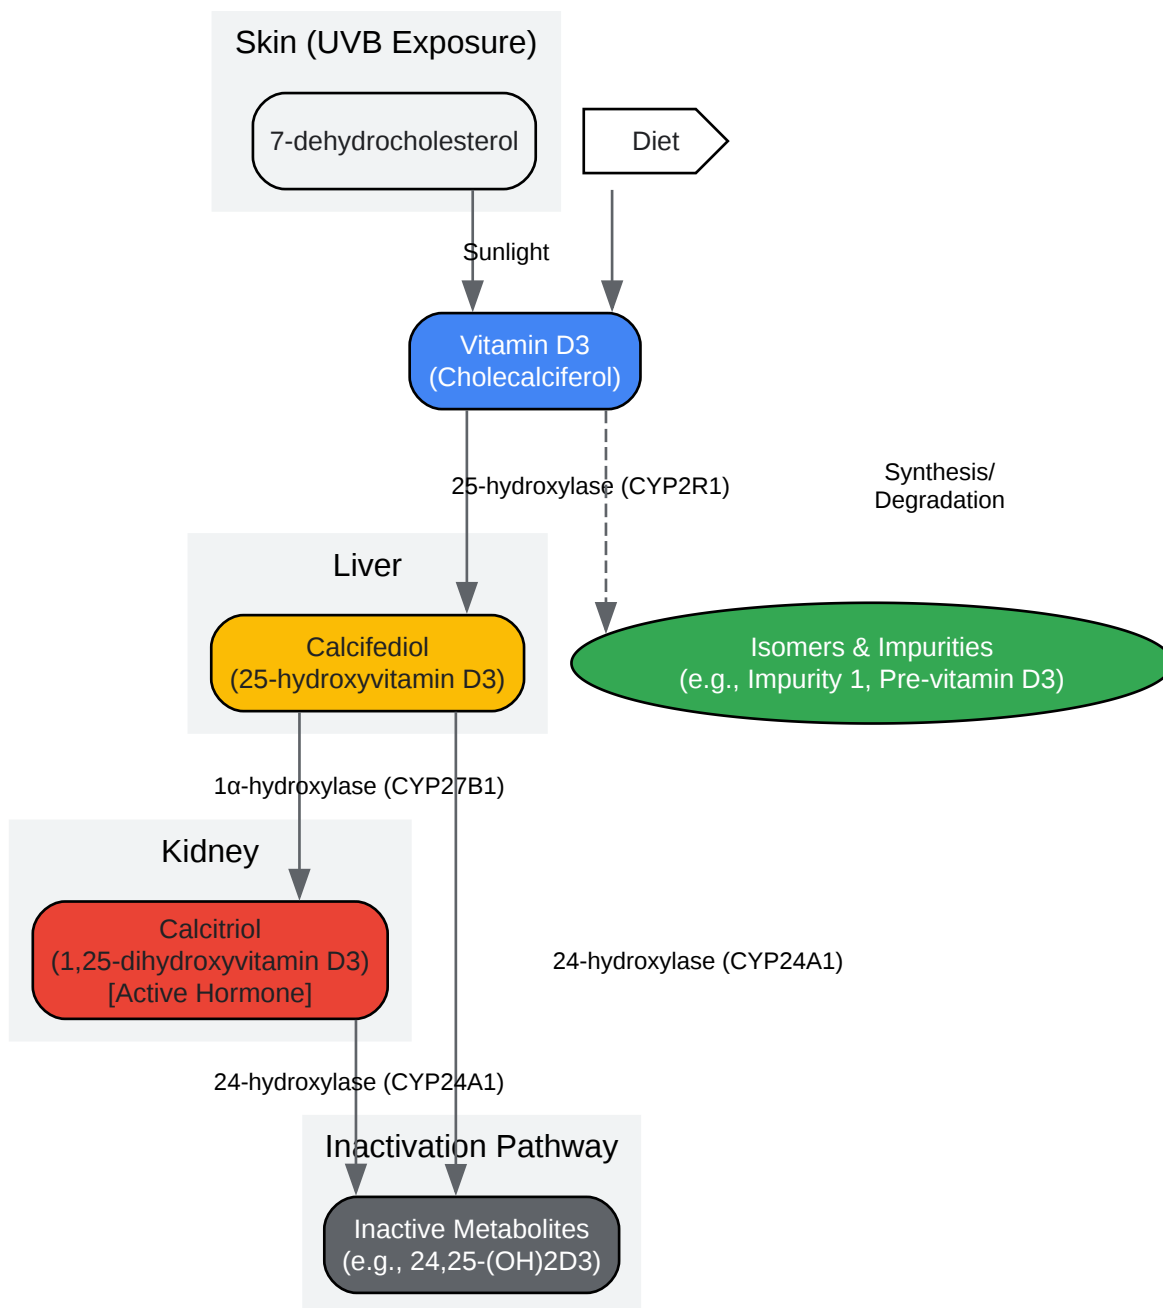 Skin (UVB Exposure)
7-dehydrocholesterol
Diet
Sunlight
Vitamin D3
(Cholecalciferol)
25-hydroxylase (CYP2R1)
Synthesis/
Degradation
Liver
Calcifediol
(25-hydroxyvitamin D3)
Isomers & Impurities
(e.g., Impurity 1, Pre-vitamin D3)
1α-hydroxylase (CYP27B1)
Kidney
Calcitriol
(1,25-dihydroxyvitamin D3)
[Active Hormone]
24-hydroxylase (CYP24A1)
24-hydroxylase (CYP24A1)
Inactivation Pathway
Inactive Metabolites
(e.g., 24,25-(OH)2D3)